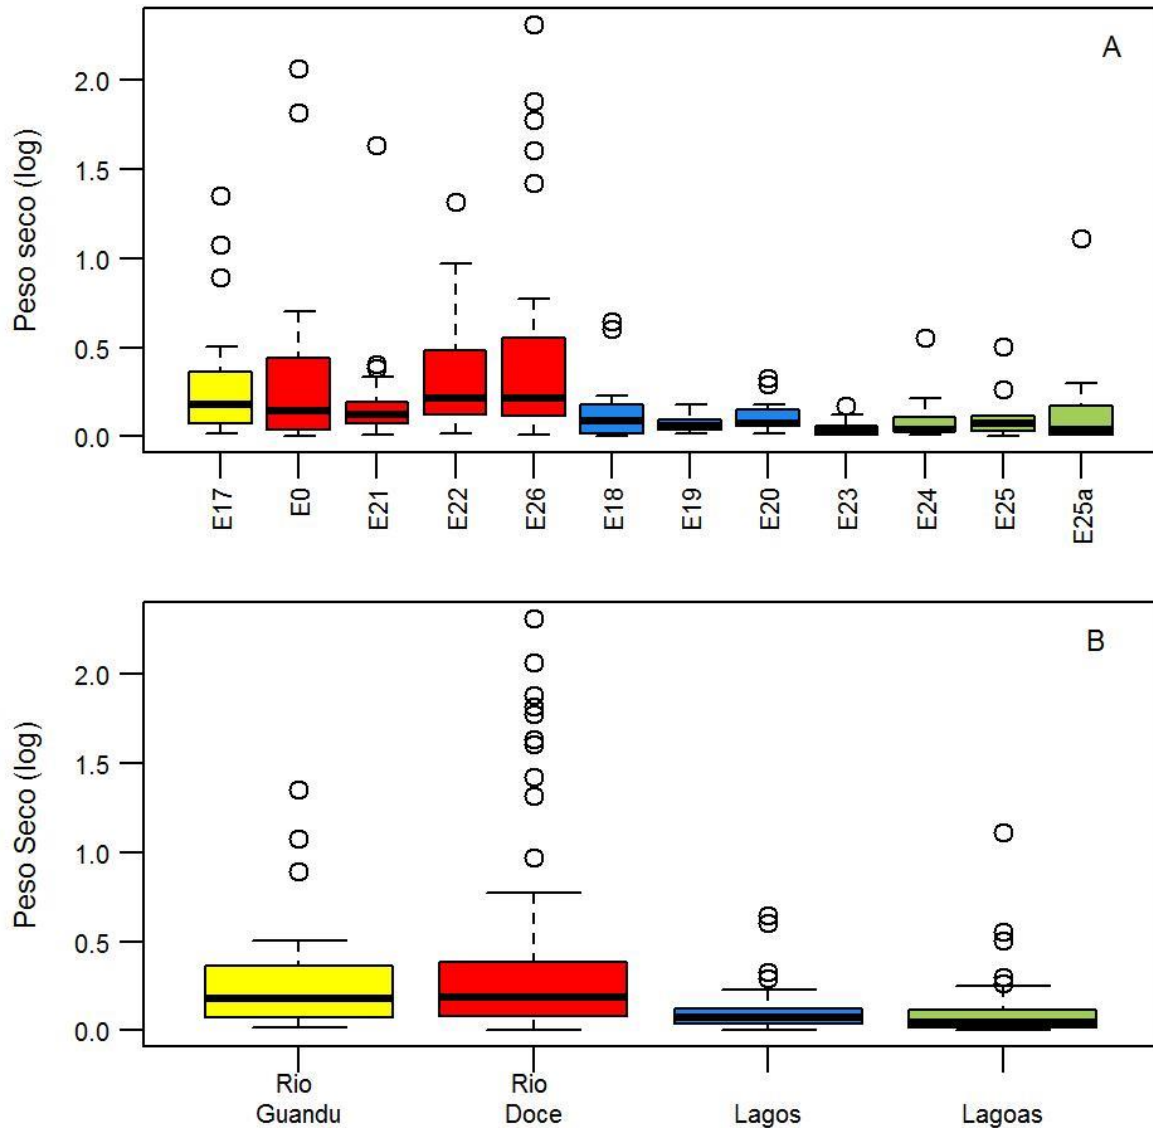 A
Peso seco (log)
2.0
1.5
1.0
0.5
0.0
E17
E0
E21
E22
E26
E18
E19
E20
E23
E24
E25
E25a
B
Peso Seco (log)
2.0
1.5
1.0
0.5
0.0
Rio
Guandu
Rio
Doce
Lagos
Lagoas